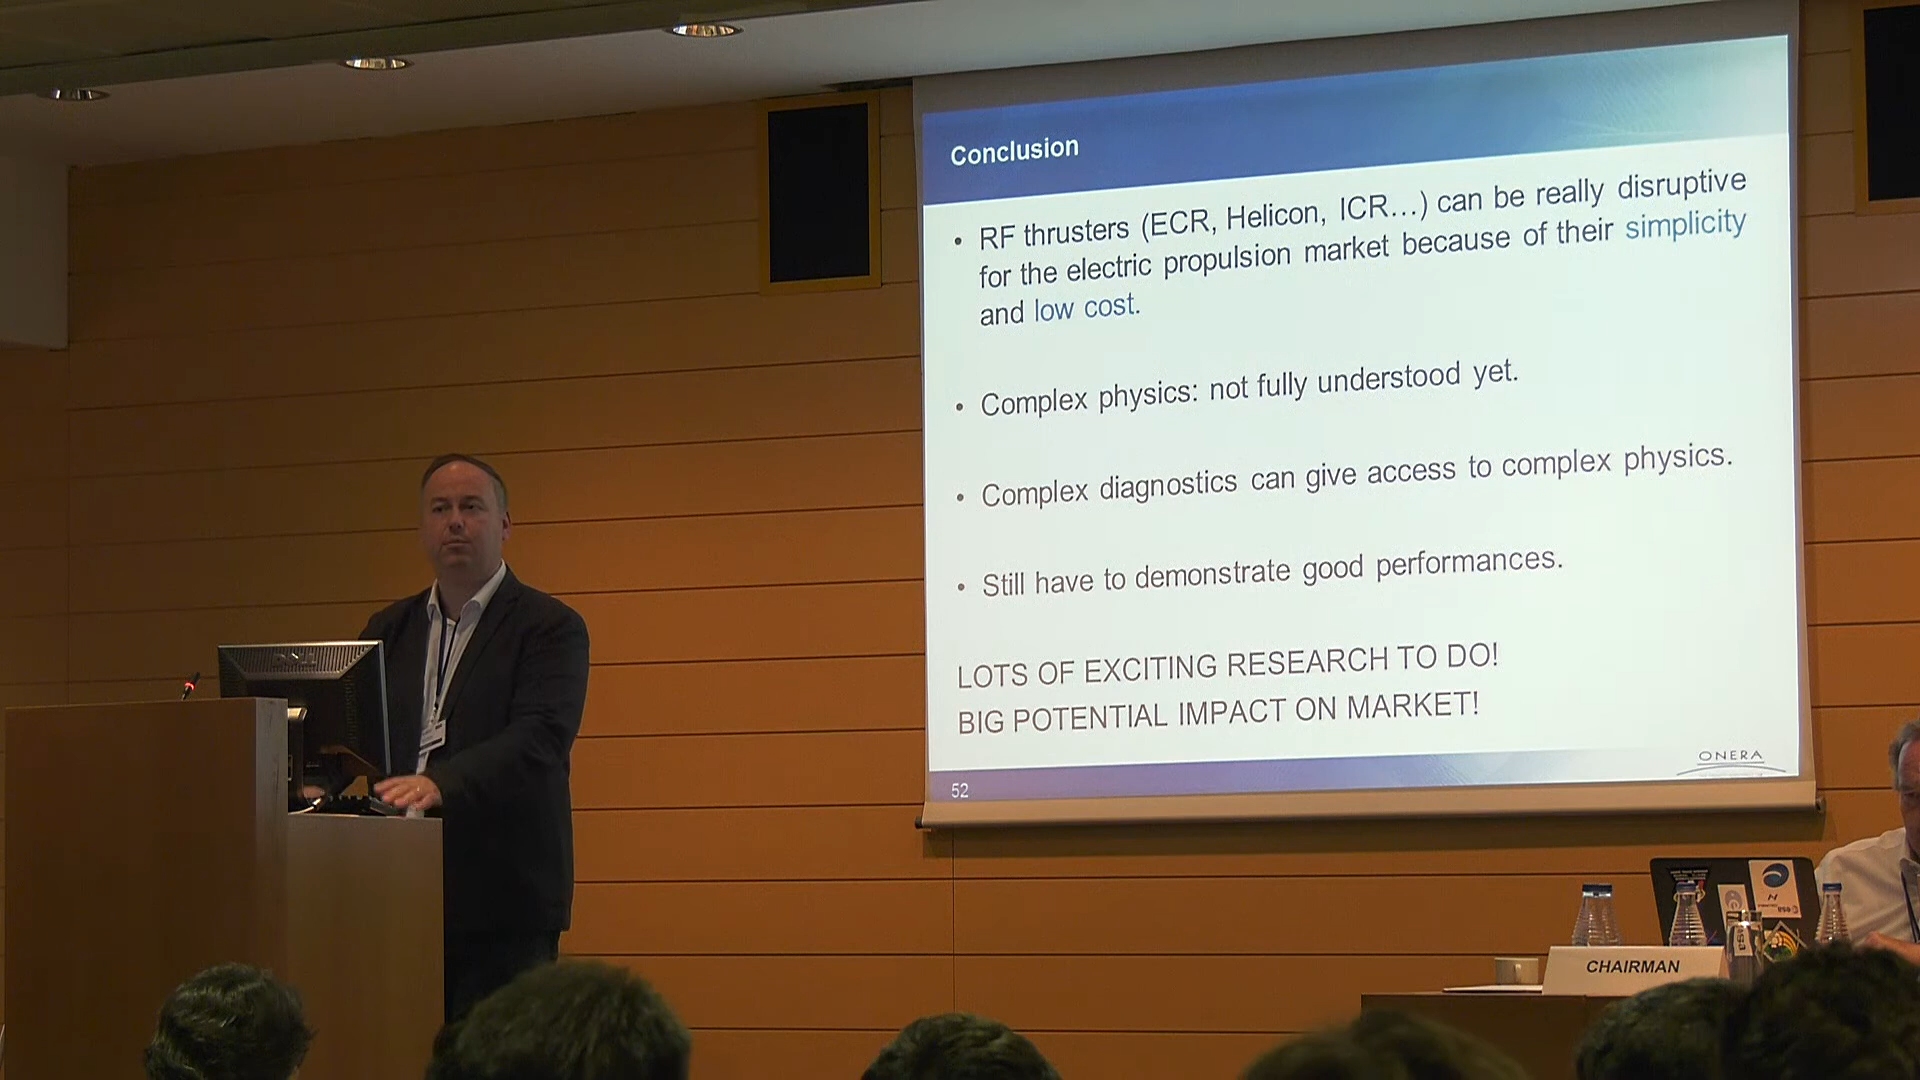 Conclusion
• RF thrusters (ECR, Helicon, ICR...) can be really disruptive
for the electric propulsion market because of their simplicity
and low cost.
• Complex physics: not fully understood yet.
• Complex diagnostics can give access to complex physics.
• Still have to demonstrate good performances.
LOTS OF EXCITING RESEARCH TO DO!
BIG POTENTIAL IMPACT ON MARKET!
ONERA
52
DELL
esa
CHAIRMAN